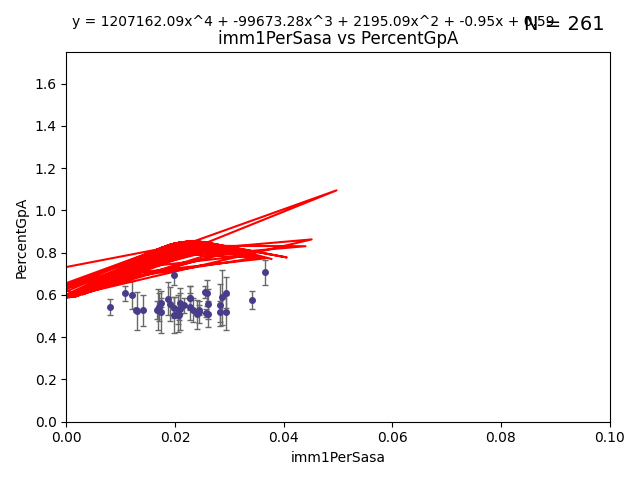 y = 1207162.09x^4 + -99673.28x^3 + 2195.09x^2 + -0.95x + 0.59
N = 261
imm1PerSasa vs PercentGpA
1.6
1.4
1.2
1.0
0.8
0.6
0.4
0.2
0.0
PercentGpA
0.00 0.02 0.04 0.06 0.08 0.10
imm1PerSasa